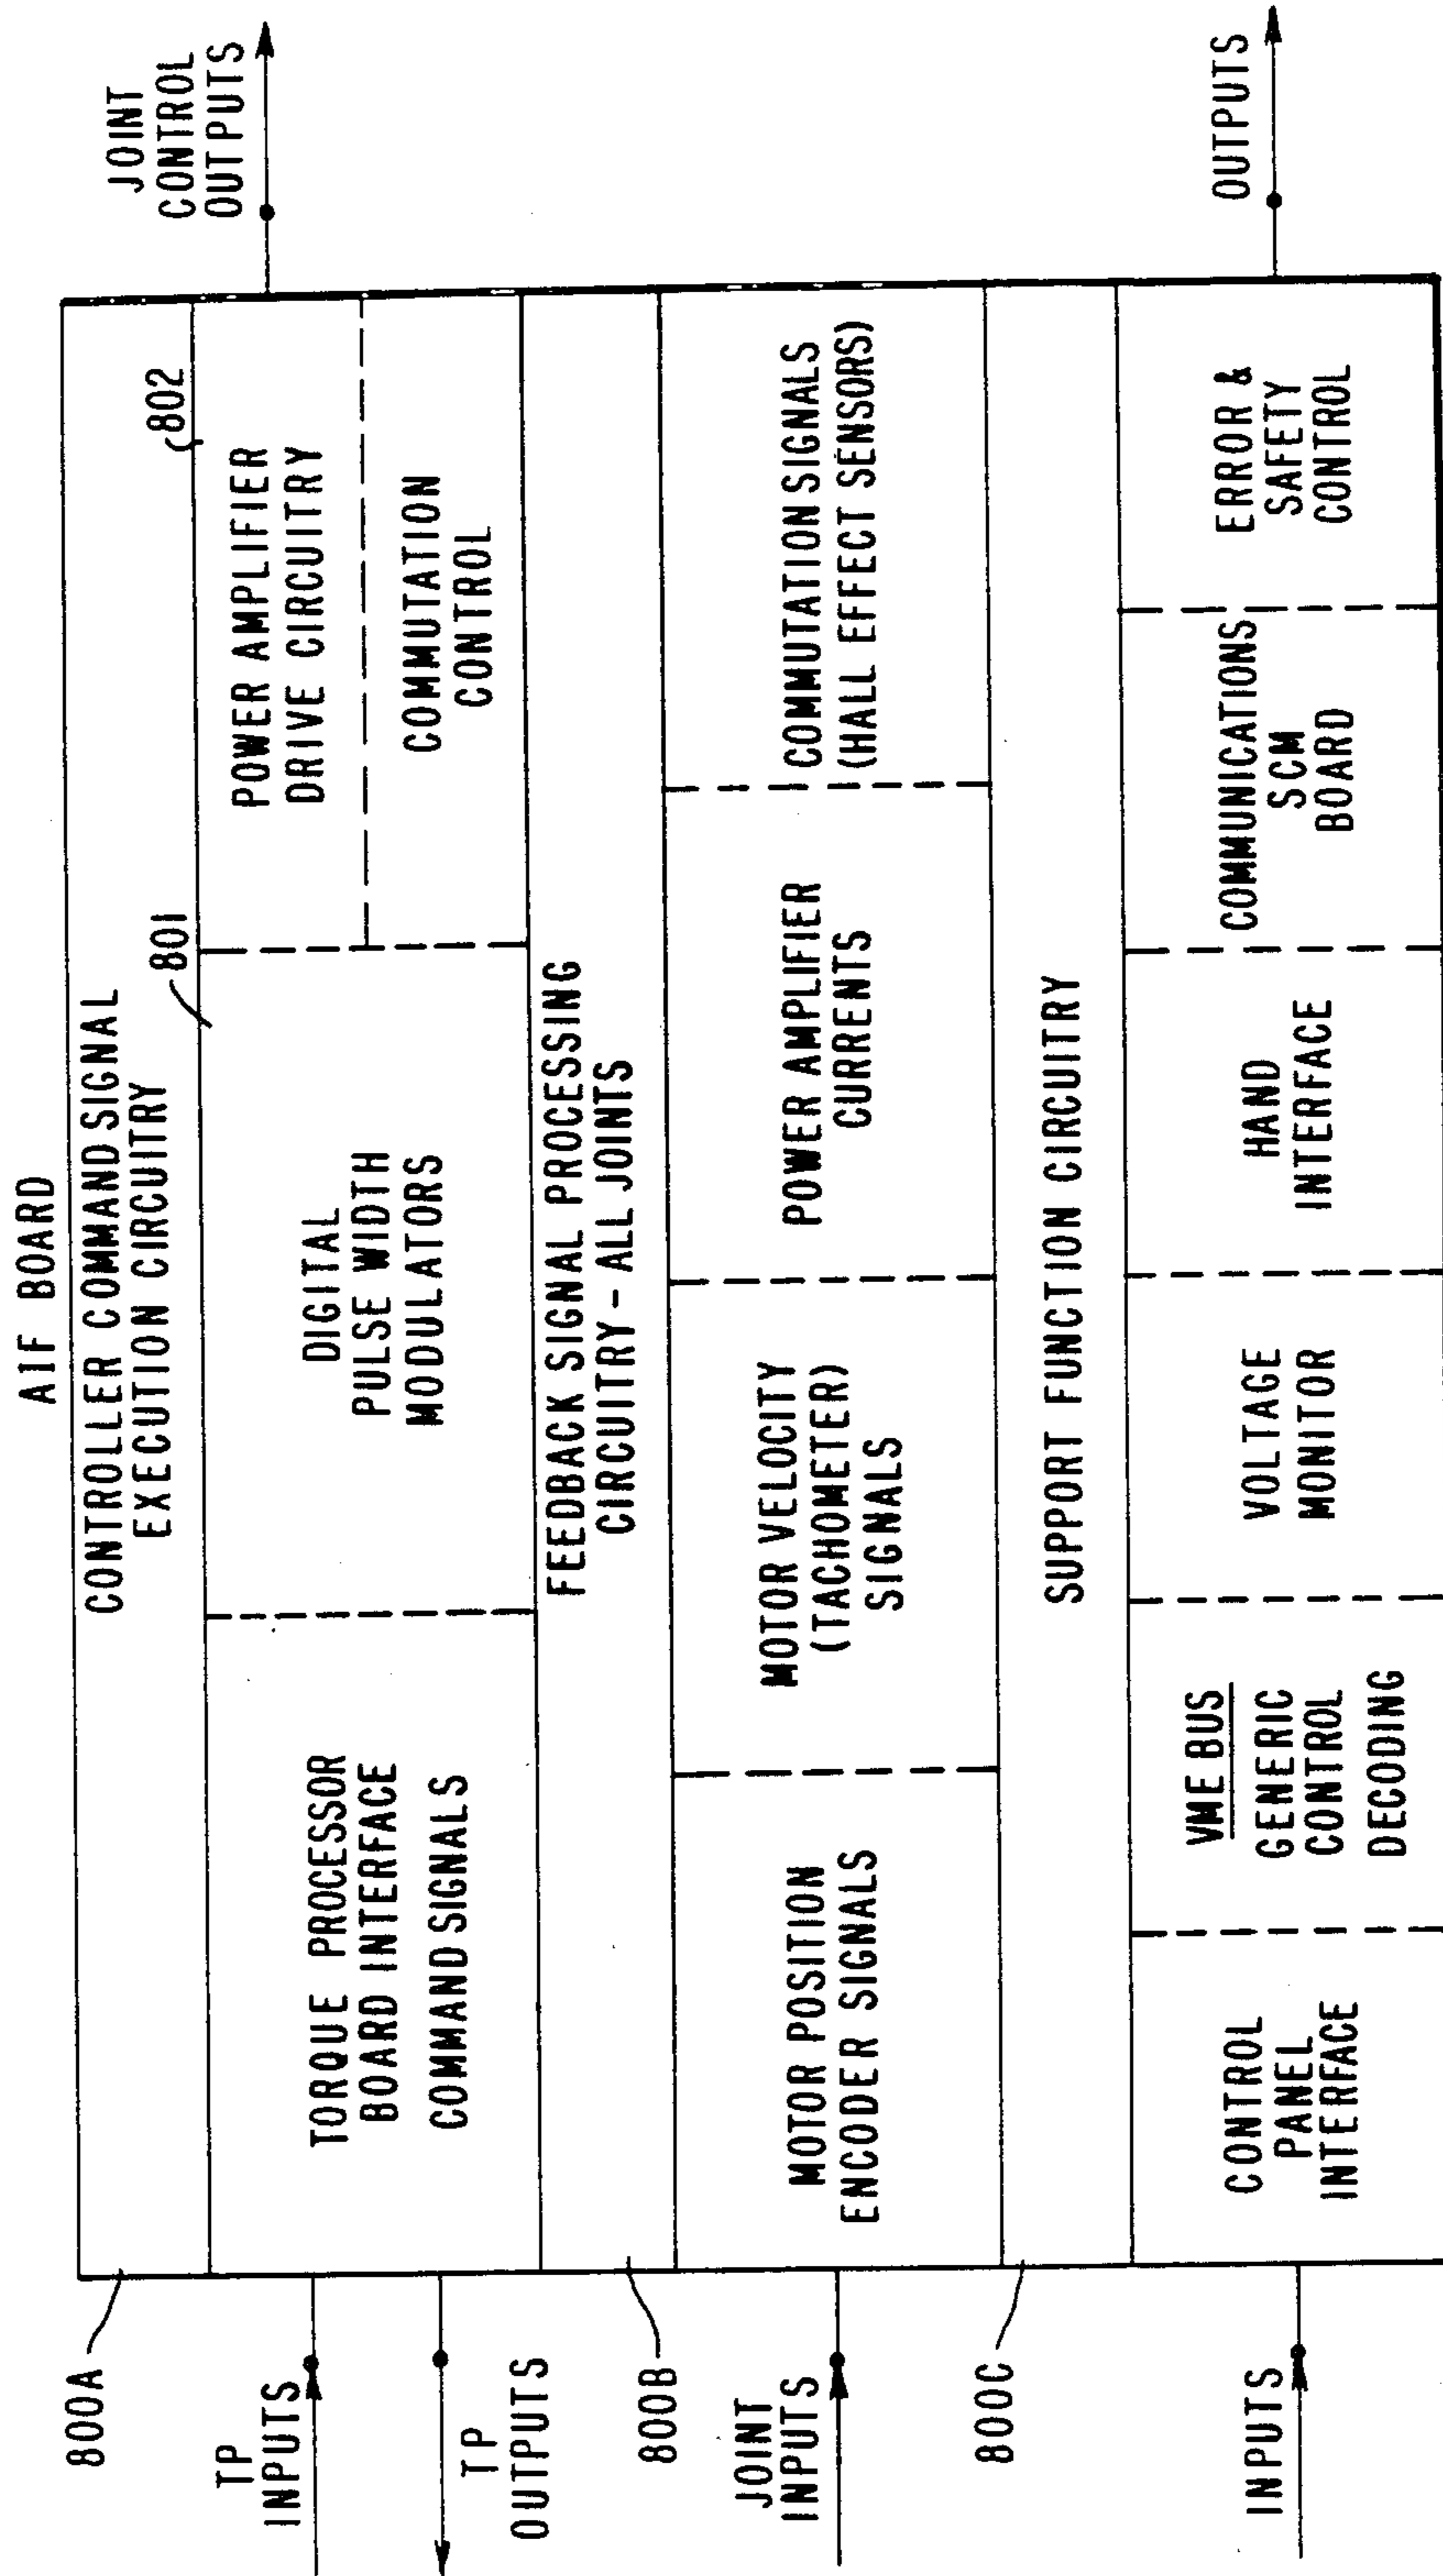 AIF BOARD
800A
CONTROLLER COMMAND SIGNAL
EXECUTION CIRCUITRY
TP
INPUTS
TP
OUTPUTS
TORQUE PROCESSOR
BOARD INTERFACE
COMMAND SIGNALS
801
DIGITAL
PULSE WIDTH
MODULATORS
802
POWER AMPLIFIER
DRIVE CIRCUITRY
COMMUTATION
CONTROL
JOINT
CONTROL
OUTPUTS
800B
FEEDBACK SIGNAL PROCESSING
CIRCUITRY - ALL JOINTS
JOINT
INPUTS
MOTOR POSITION
ENCODER SIGNALS
MOTOR VELOCITY
(TACHOMETER)
SIGNALS
POWER AMPLIFIER
CURRENTS
COMMUTATION SIGNALS
(HALL EFFECT SENSORS)
800C
SUPPORT FUNCTION CIRCUITRY
INPUTS
CONTROL
PANEL
INTERFACE
VME BUS
GENERIC
CONTROL
DECODING
VOLTAGE
MONITOR
HAND
INTERFACE
COMMUNICATIONS
SCM
BOARD
ERROR &
SAFETY
CONTROL
OUTPUTS